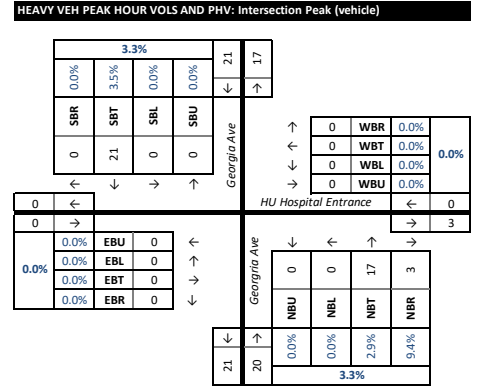 HEAVY VEH PEAK HOUR VOLS AND PHV: Intersection Peak (vehicle)
3.3% 21 17
0.0% 3.5% 0.0% 0.0% ↓ ↑
SBR SBT SBL SBU
0 21 0 0
← ↓ → ↑
Georgia Ave
↑ 0 WBR 0.0%
← 0 WBT 0.0%
↓ 0 WBL 0.0%
→ 0 WBU 0.0%
0.0%
HU Hospital Entrance ← 0
0 ←
0 →
→ 3
0.0%
0.0% EBU 0 ←
0.0% EBL 0 ↑
0.0% EBT 0 →
0.0% EBR 0 ↓
Georgria Ave
↓ ← ↑ →
0 0 17 3
NBU NBL NBT NBR
↓ ↑ 0.0% 0.0% 2.9% 9.4%
21 20 3.3%